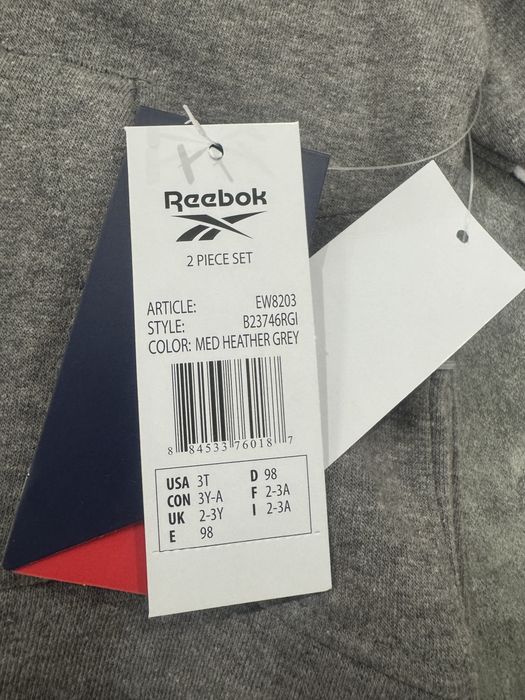 Reebok
2 PIECE SET
ARTICLE: EW8203
STYLE: B23746RGI
COLOR: MED HEATHER GREY
8 84533 76018 7
USA 3T D 98
CON 3Y-A F 2-3A
UK 2-3Y I 2-3A
E 98